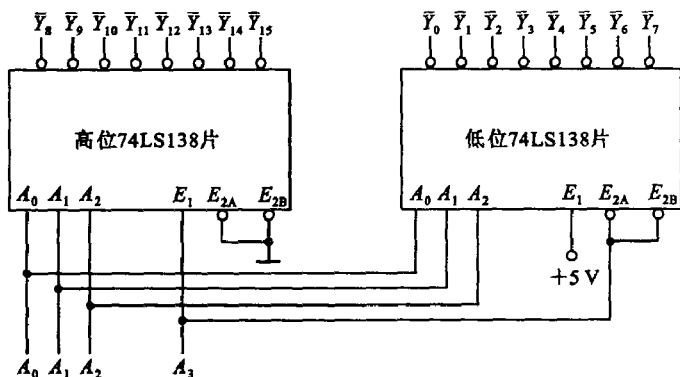 Y̅₈ Y̅₉ Y̅₁₀ Y̅₁₁ Y̅₁₂ Y̅₁₃ Y̅₁₄ Y̅₁₅
Y̅₀ Y̅₁ Y̅₂ Y̅₃ Y̅₄ Y̅₅ Y̅₆ Y̅₇
高位74LS138片
低位74LS138片
A₀ A₁ A₂ E₁ E₂A E₂B
A₀ A₁ A₂ E₁ E₂A E₂B
+5 V
A₀ A₁ A₂ A₃